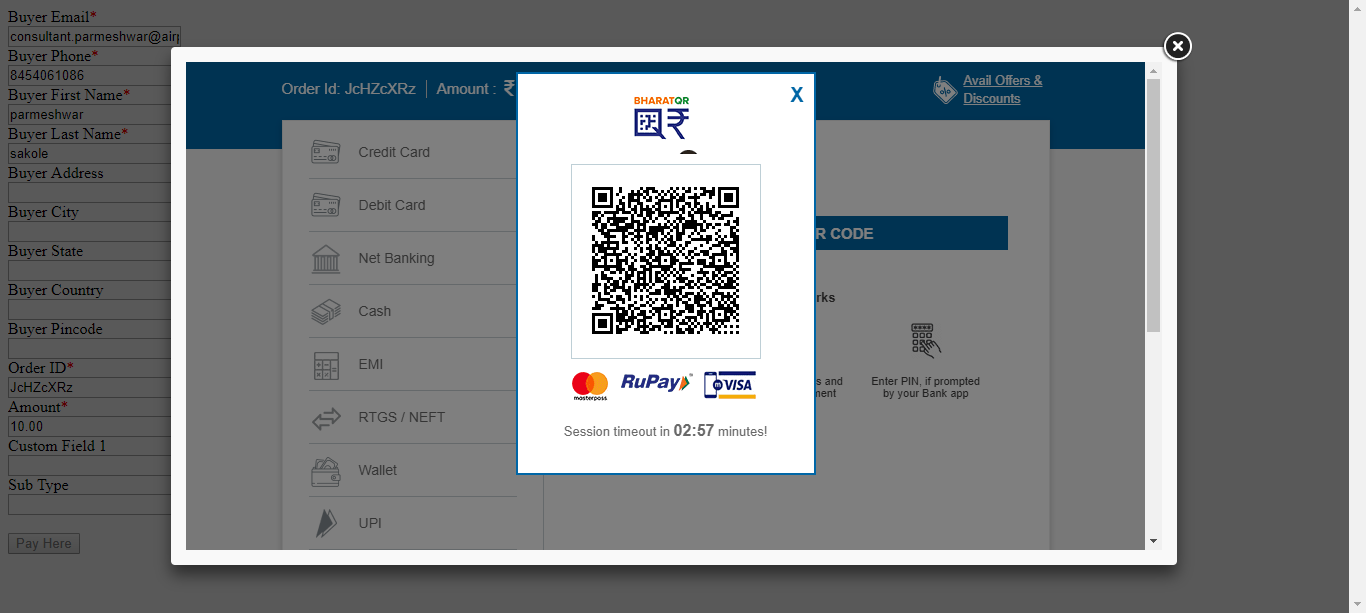 Buyer Email*
consultant.parmeshwar@air
Buyer Phone*
8454061086
Buyer First Name*
parmeshwar
Buyer Last Name*
sakole
Buyer Address
Buyer City
Buyer State
Buyer Country
Buyer Pincode
Order ID*
JcHZcXRz
Amount*
10.00
Custom Field 1
Sub Type
Pay Here
Order Id: JcHZcXRz | Amount : ₹
Avail Offers &
Discounts
Credit Card
Debit Card
Net Banking
Cash
EMI
RTGS / NEFT
Wallet
UPI
X
BHARATQR
masterpass
RuPay
m VISA
Session timeout in 02:57 minutes!
R CODE
rks
s and
ment
Enter PIN, if prompted
by your Bank app